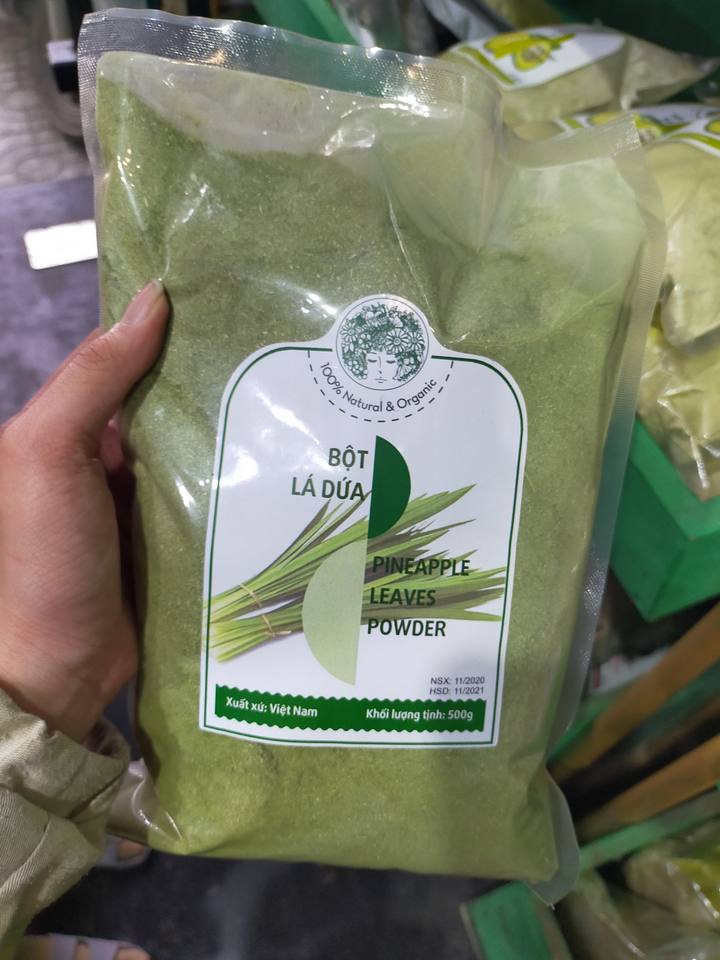 100% Natural & Organic
BỘT
LÁ DỨA
PINEAPPLE
LEAVES
POWDER
NSX: 11/2020
HSD: 11/2021
Xuất xứ: Việt Nam
Khối lượng tịnh: 500g